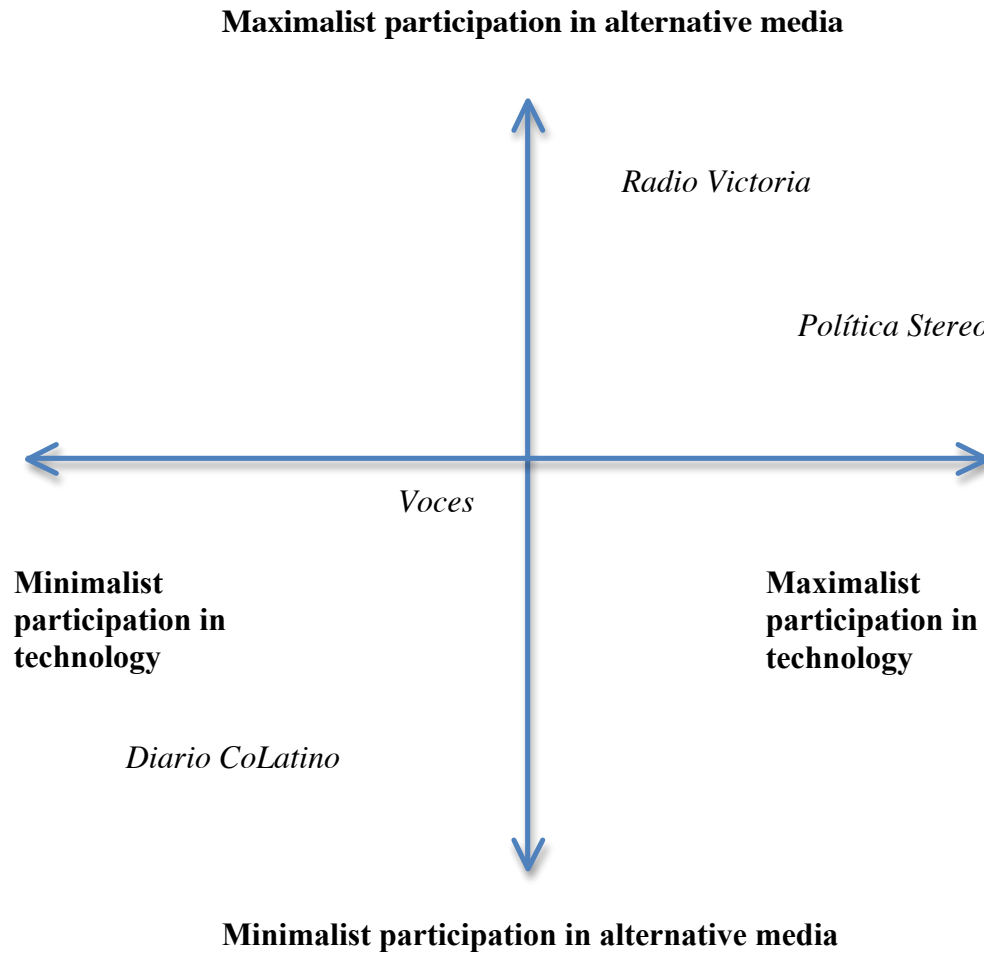 Maximalist participation in alternative media
Radio Victoria
Política Stereo
Voces
Minimalist
participation in
technology
Maximalist
participation in
technology
Diario CoLatino
Minimalist participation in alternative media